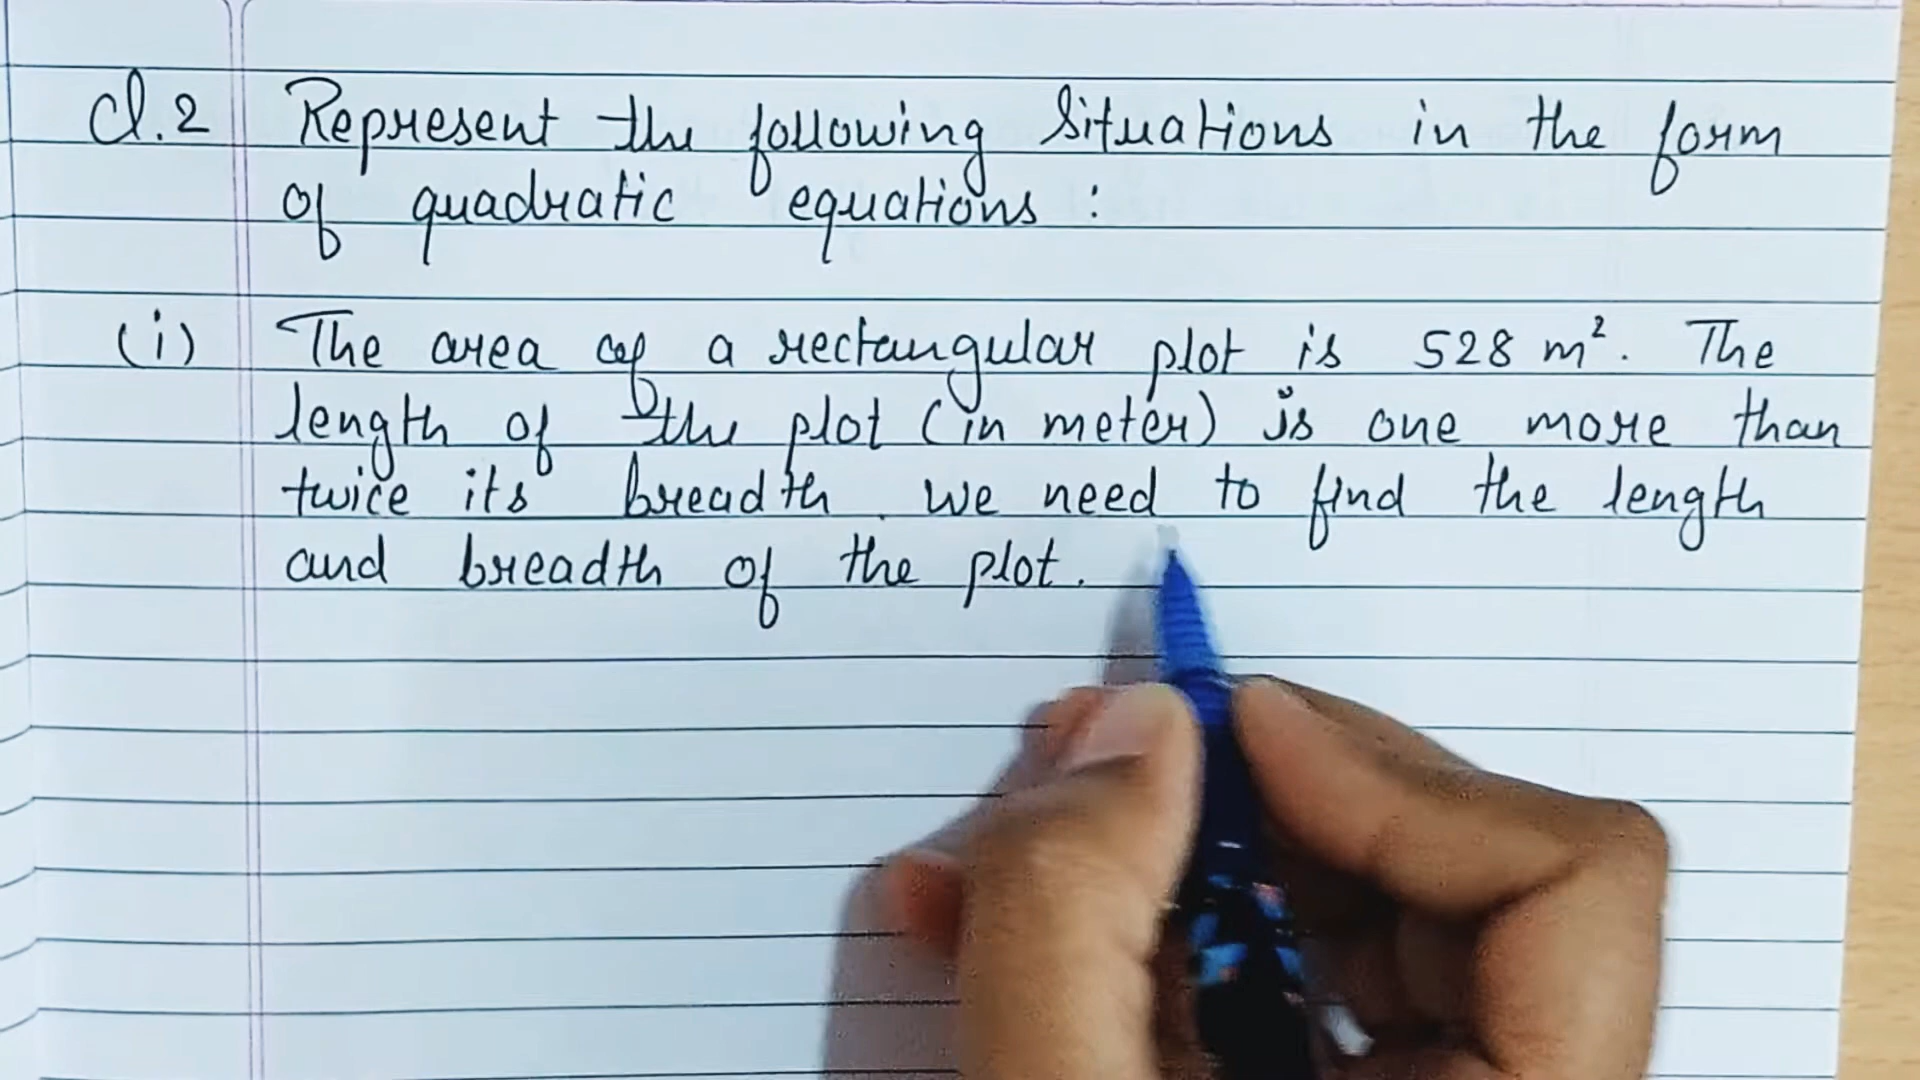 Q.2 Represent the following situations in the form
of quadratic equations :
(i) The area of a rectangular plot is 528 m². The
length of the plot (in meter) is one more than
twice its breadth. We need to find the length
and breadth of the plot.